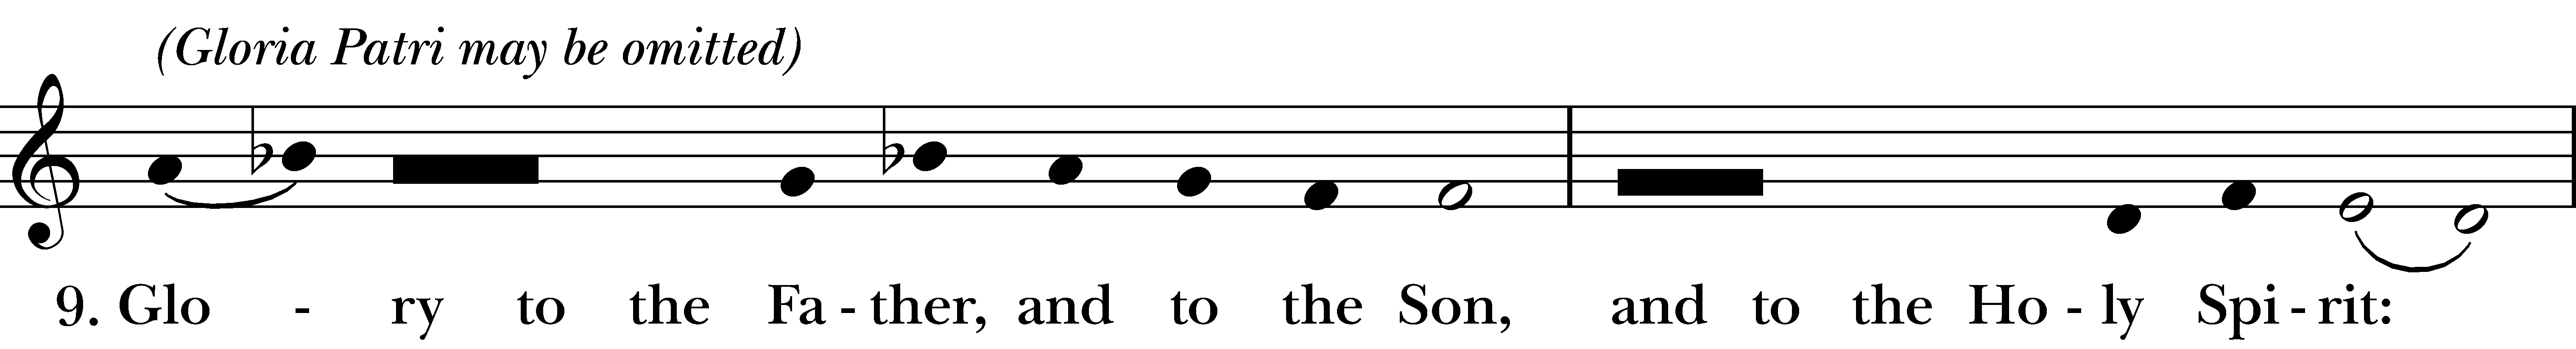 (Gloria Patri may be omitted)
9. Glo - ry to the Fa - ther, and to the Son, and to the Ho - ly Spi - rit: